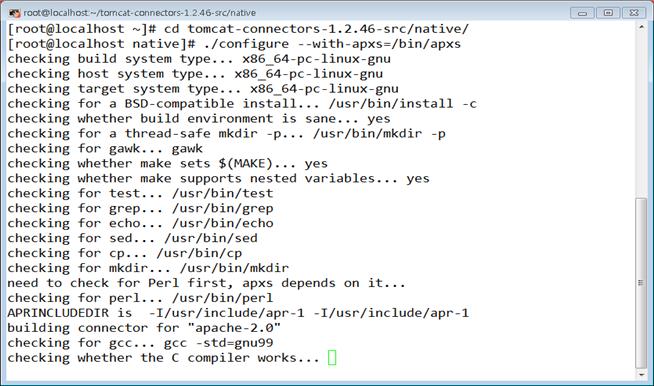 root@localhost:~/tomcat-connectors-1.2.46-src/native
[root@localhost ~]# cd tomcat-connectors-1.2.46-src/native/
[root@localhost native]# ./configure --with-apxs=/bin/apxs
checking build system type... x86_64-pc-linux-gnu
checking host system type... x86_64-pc-linux-gnu
checking target system type... x86_64-pc-linux-gnu
checking for a BSD-compatible install... /usr/bin/install -c
checking whether build environment is sane... yes
checking for a thread-safe mkdir -p... /usr/bin/mkdir -p
checking for gawk... gawk
checking whether make sets $(MAKE)... yes
checking whether make supports nested variables... yes
checking for test... /usr/bin/test
checking for grep... /usr/bin/grep
checking for echo... /usr/bin/echo
checking for sed... /usr/bin/sed
checking for cp... /usr/bin/cp
checking for mkdir... /usr/bin/mkdir
need to check for Perl first, apxs depends on it...
checking for perl... /usr/bin/perl
APRINCLUDEDIR is  -I/usr/include/apr-1 -I/usr/include/apr-1
building connector for "apache-2.0"
checking for gcc... gcc -std=gnu99
checking whether the C compiler works...